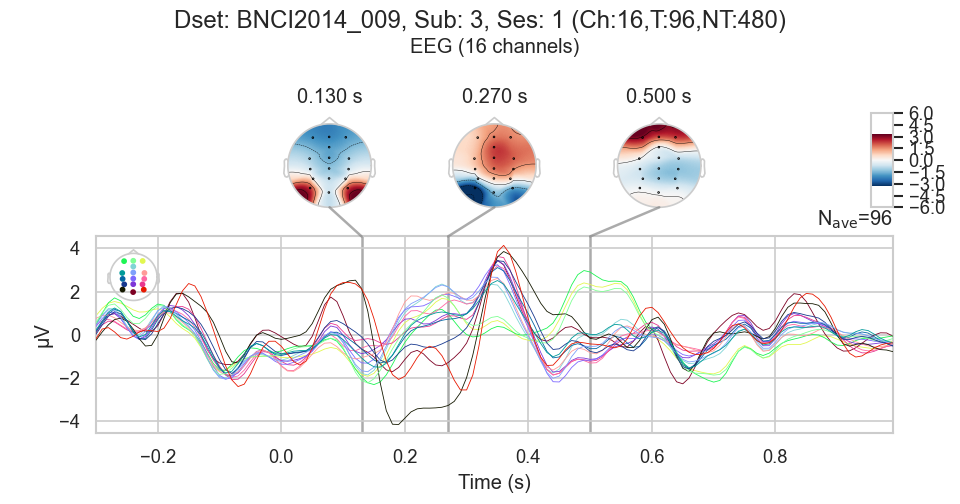 Dset: BNCI2014_009, Sub: 3, Ses: 1 (Ch:16,T:96,NT:480)
EEG (16 channels)
0.130 s
0.270 s
0.500 s
6.0
4.5
3.0
1.5
0.0
−1.5
−3.0
−4.5
−6.0
Nave=96
4
2
0
−2
−4
µV
−0.2
0.0
0.2
0.4
0.6
0.8
Time (s)